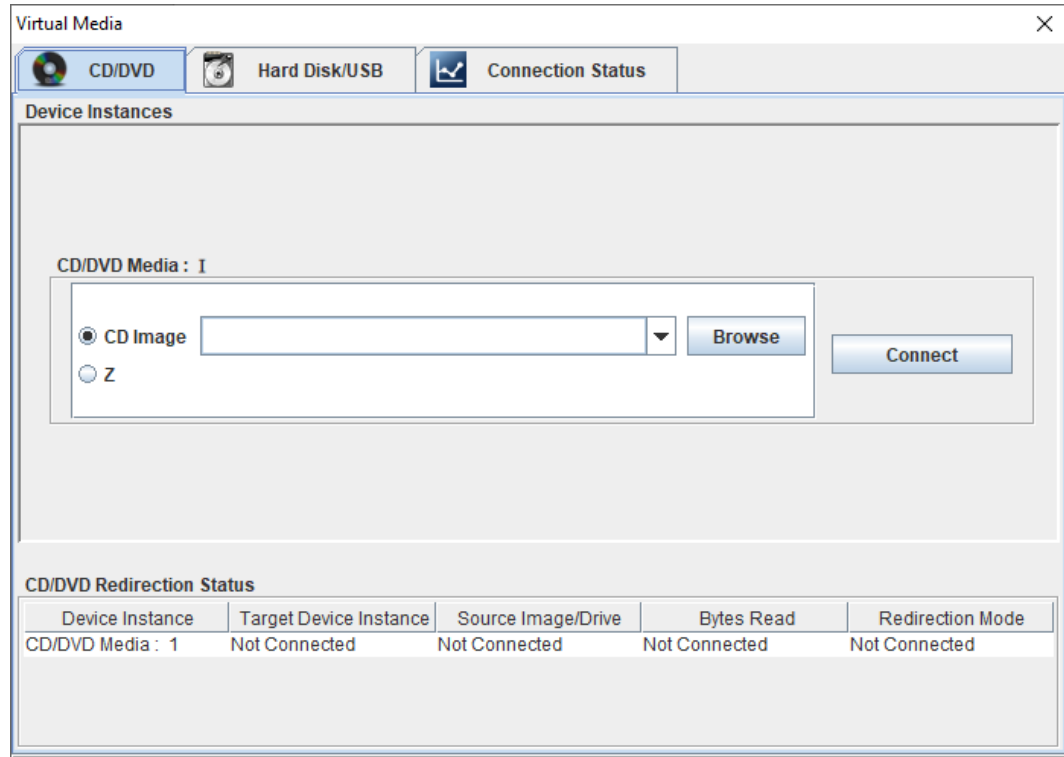 Virtual Media
CD/DVD Hard Disk/USB Connection Status
Device Instances
CD/DVD Media : I
CD Image Browse
Connect
Z
CD/DVD Redirection Status
Device Instance Target Device Instance Source Image/Drive Bytes Read Redirection Mode
CD/DVD Media : 1 Not Connected Not Connected Not Connected Not Connected